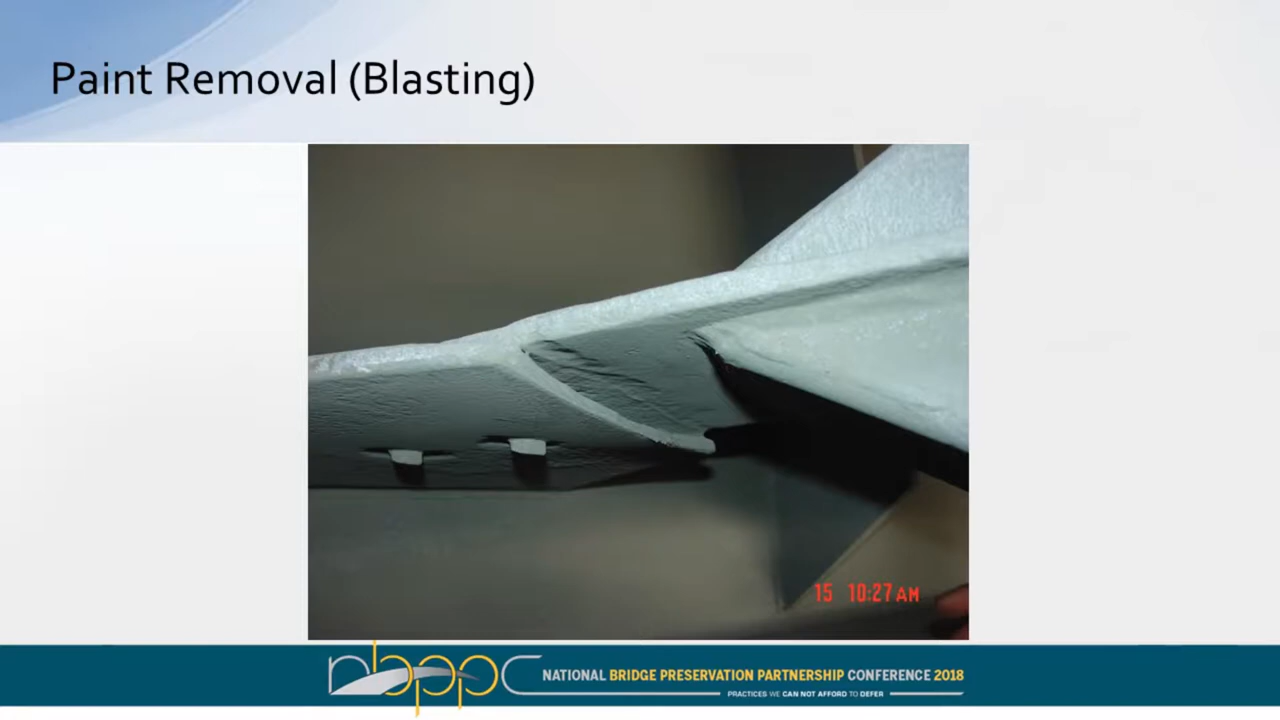 Paint Removal (Blasting)
15 10:27AM
nbppc
NATIONAL BRIDGE PRESERVATION PARTNERSHIP CONFERENCE 2018
PRACTICES WE CAN NOT AFFORD TO DEFER